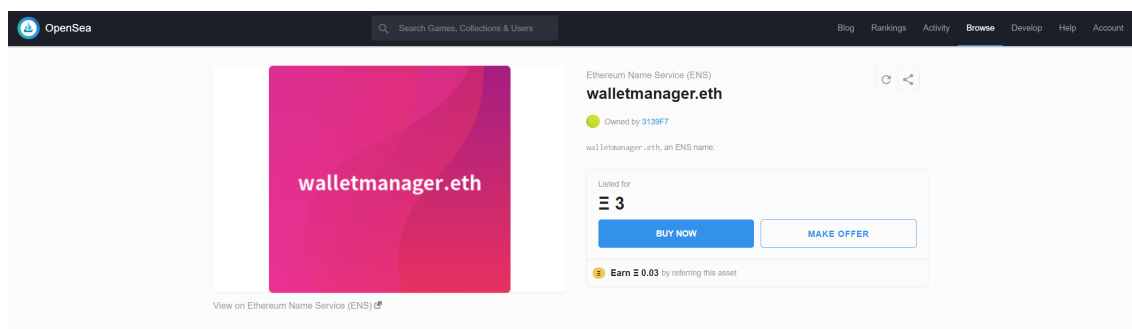 OpenSea
Search Games, Collections & Users
Blog Rankings Activity Browse Develop Help Account
walletmanager.eth
View on Ethereum Name Service (ENS)
Ethereum Name Service (ENS)
walletmanager.eth
Owned by 3139F7
walletmanager.eth, an ENS name.
Listed for
Ξ 3
BUY NOW MAKE OFFER
Earn Ξ 0.03 by referring this asset